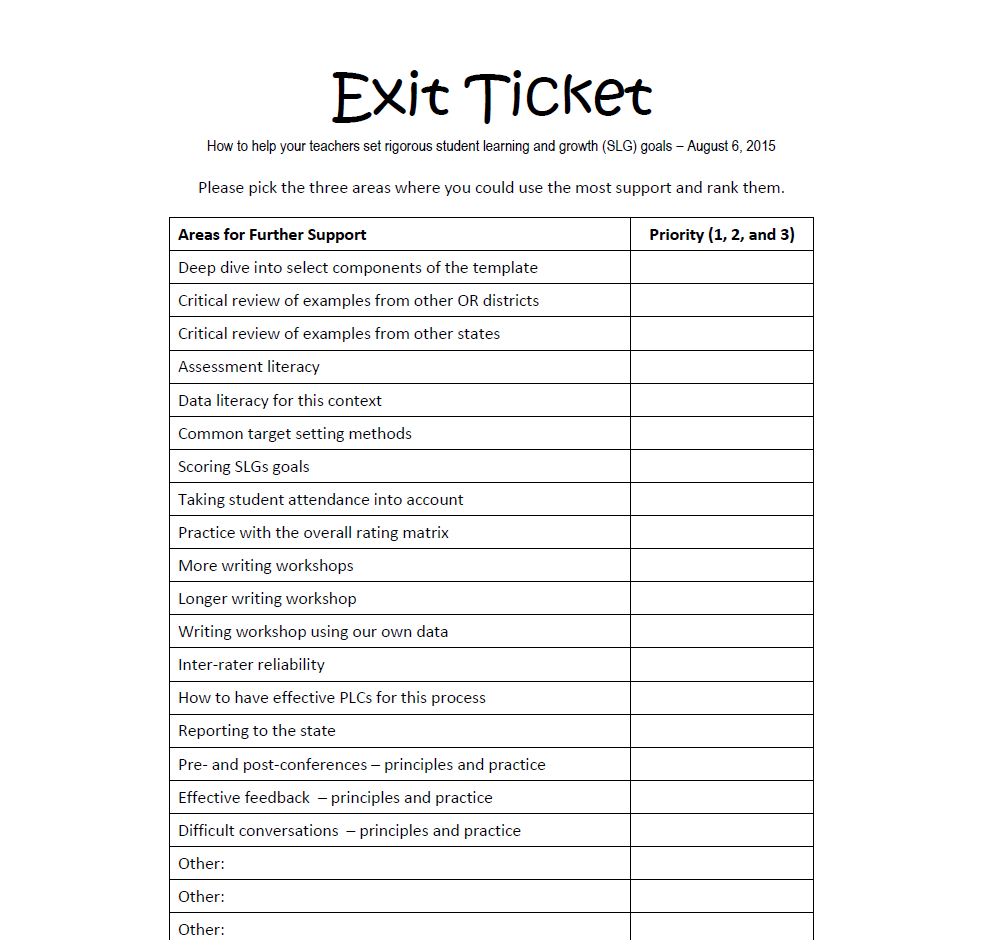 Exit Ticket
How to help your teachers set rigorous student learning and growth (SLG) goals – August 6, 2015
Please pick the three areas where you could use the most support and rank them.
Areas for Further Support Priority (1, 2, and 3)
Deep dive into select components of the template
Critical review of examples from other OR districts
Critical review of examples from other states
Assessment literacy
Data literacy for this context
Common target setting methods
Scoring SLGs goals
Taking student attendance into account
Practice with the overall rating matrix
More writing workshops
Longer writing workshop
Writing workshop using our own data
Inter-rater reliability
How to have effective PLCs for this process
Reporting to the state
Pre- and post-conferences – principles and practice
Effective feedback – principles and practice
Difficult conversations – principles and practice
Other:
Other:
Other: